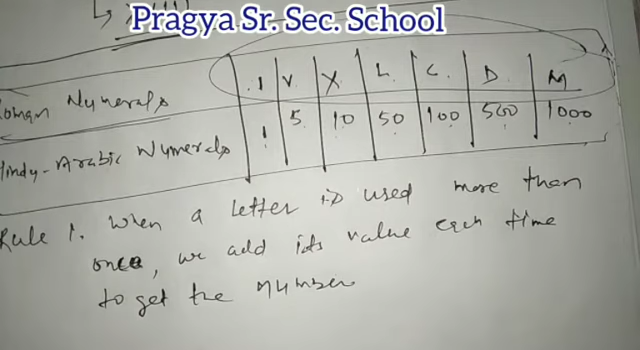 Pragya Sr. Sec. School
Roman Numerals I V X L C D M
Hindu-Arabic Numerals 1 5 10 50 100 500 1000
Rule 1. When a letter is used more than
once, we add its value each time
to get the number